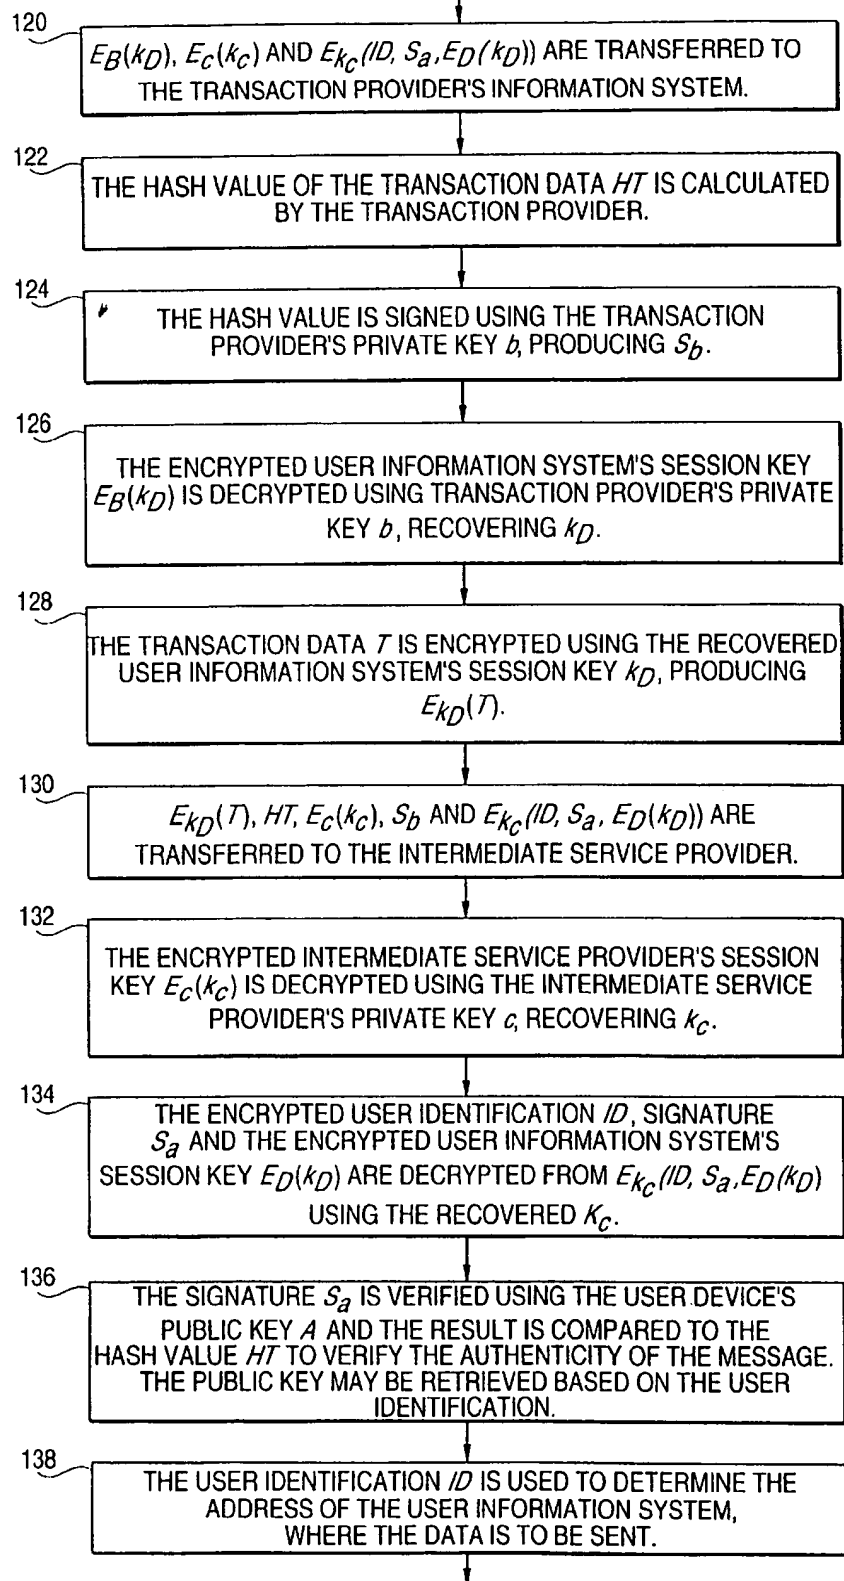 120
E_B(k_D), E_c(k_c) AND E_k_c(ID, S_a, E_D(k_D)) ARE TRANSFERRED TO
THE TRANSACTION PROVIDER'S INFORMATION SYSTEM.
122
THE HASH VALUE OF THE TRANSACTION DATA HT IS CALCULATED
BY THE TRANSACTION PROVIDER.
124
THE HASH VALUE IS SIGNED USING THE TRANSACTION
PROVIDER'S PRIVATE KEY b, PRODUCING S_b.
126
THE ENCRYPTED USER INFORMATION SYSTEM'S SESSION KEY
E_B(k_D) IS DECRYPTED USING TRANSACTION PROVIDER'S PRIVATE
KEY b, RECOVERING k_D.
128
THE TRANSACTION DATA T IS ENCRYPTED USING THE RECOVERED
USER INFORMATION SYSTEM'S SESSION KEY k_D, PRODUCING
E_k_D(T).
130
E_k_D(T), HT, E_c(k_c), S_b AND E_k_c(ID, S_a, E_D(k_D)) ARE
TRANSFERRED TO THE INTERMEDIATE SERVICE PROVIDER.
132
THE ENCRYPTED INTERMEDIATE SERVICE PROVIDER'S SESSION
KEY E_c(k_c) IS DECRYPTED USING THE INTERMEDIATE SERVICE
PROVIDER'S PRIVATE KEY c, RECOVERING k_c.
134
THE ENCRYPTED USER IDENTIFICATION ID, SIGNATURE
S_a AND THE ENCRYPTED USER INFORMATION SYSTEM'S
SESSION KEY E_D(k_D) ARE DECRYPTED FROM E_k_c(ID, S_a,E_D(k_D)
USING THE RECOVERED K_c.
136
THE SIGNATURE S_a IS VERIFIED USING THE USER DEVICE'S
PUBLIC KEY A AND THE RESULT IS COMPARED TO THE
HASH VALUE HT TO VERIFY THE AUTHENTICITY OF THE MESSAGE.
THE PUBLIC KEY MAY BE RETRIEVED BASED ON THE USER
IDENTIFICATION.
138
THE USER IDENTIFICATION ID IS USED TO DETERMINE THE
ADDRESS OF THE USER INFORMATION SYSTEM,
WHERE THE DATA IS TO BE SENT.